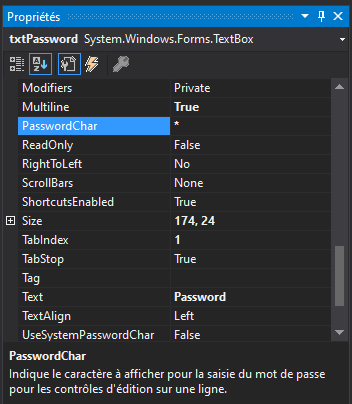 Propriétés
txtPassword System.Windows.Forms.TextBox
Modifiers Private
Multiline True
PasswordChar *
ReadOnly False
RightToLeft No
ScrollBars None
ShortcutsEnabled True
Size 174, 24
TabIndex 1
TabStop True
Tag
Text Password
TextAlign Left
UseSystemPasswordChar False
PasswordChar
Indique le caractère à afficher pour la saisie du mot de passe
pour les contrôles d'édition sur une ligne.